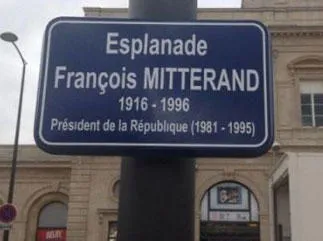 Esplanade
François MITTERAND
1916 - 1996
Président de la République (1981 - 1995)